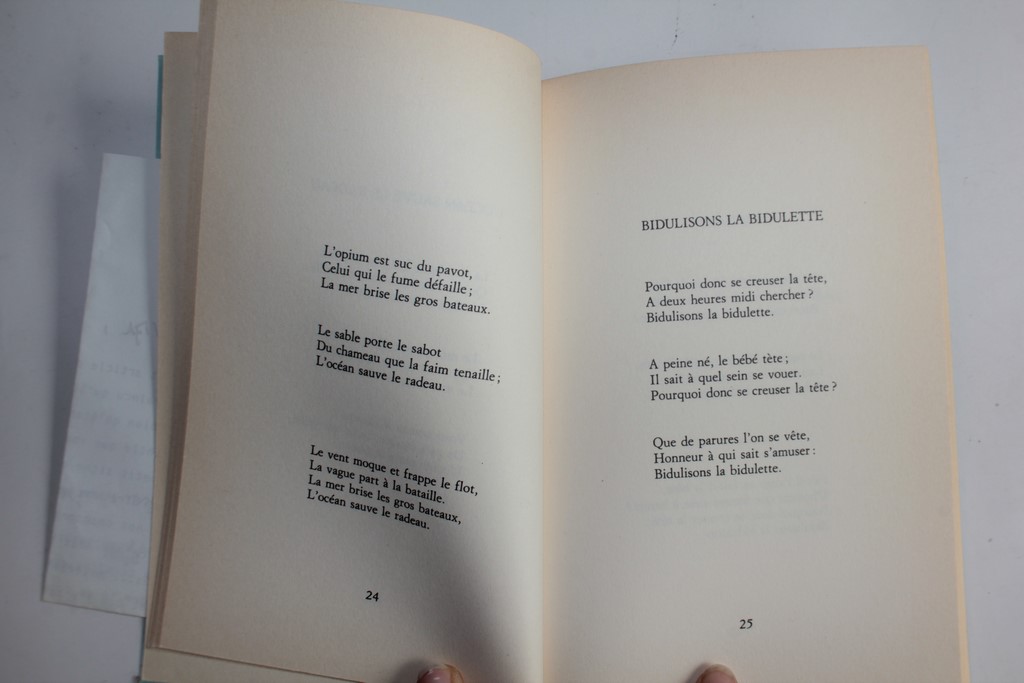 L'opium est suc du pavot,
Celui qui le fume défaille ;
La mer brise les gros bateaux.
Le sable porte le sabot
Du chameau que la faim tenaille ;
L'océan sauve le radeau.
Le vent moque et frappe le flot,
La vague part à la bataille.
La mer brise les gros bateaux,
L'océan sauve le radeau.
24
BIDULISONS LA BIDULETTE
Pourquoi donc se creuser la tête,
A deux heures midi chercher ?
Bidulisons la bidulette.
A peine né, le bébé tète ;
Il sait à quel sein se vouer.
Pourquoi donc se creuser la tête ?
Que de parures l'on se vête,
Honneur à qui sait s'amuser :
Bidulisons la bidulette.
25